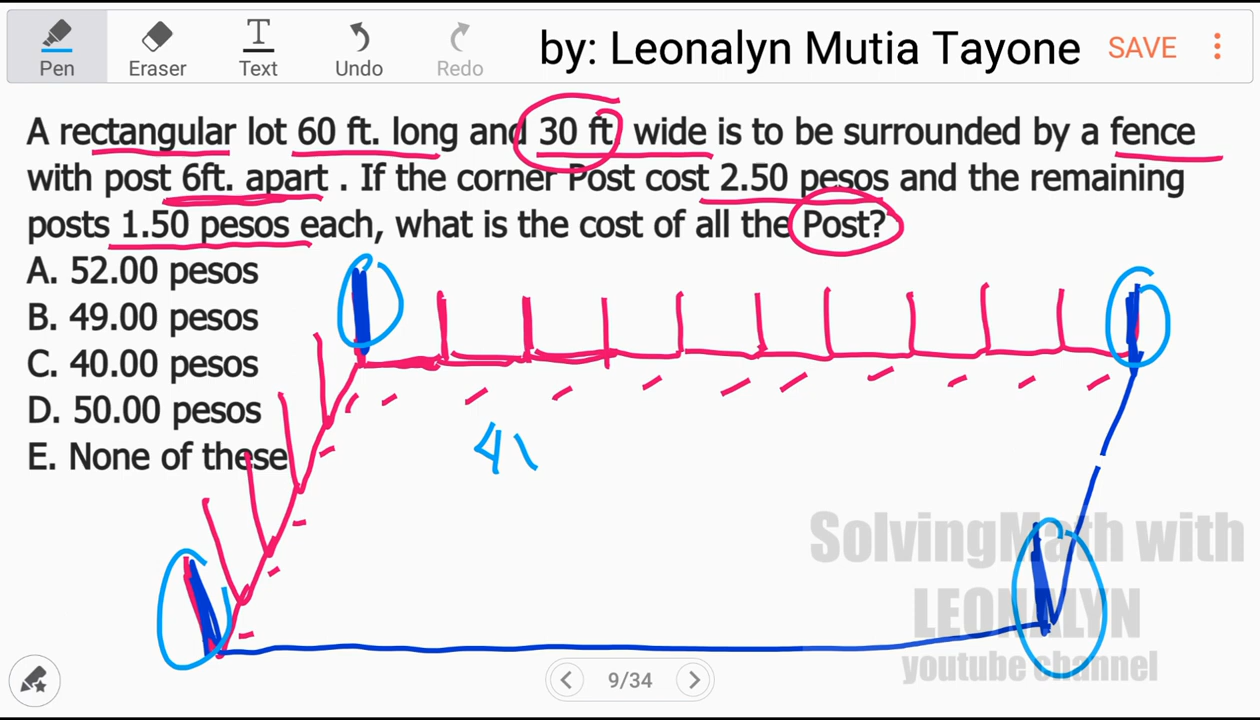 Pen Eraser Text Undo Redo by: Leonalyn Mutia Tayone SAVE
A rectangular lot 60 ft. long and 30 ft wide is to be surrounded by a fence
with post 6ft. apart . If the corner Post cost 2.50 pesos and the remaining
posts 1.50 pesos each, what is the cost of all the Post?
A. 52.00 pesos
B. 49.00 pesos
C. 40.00 pesos
D. 50.00 pesos
E. None of these
4
SolvingMath with
LEONALYN
youtube channel
9/34